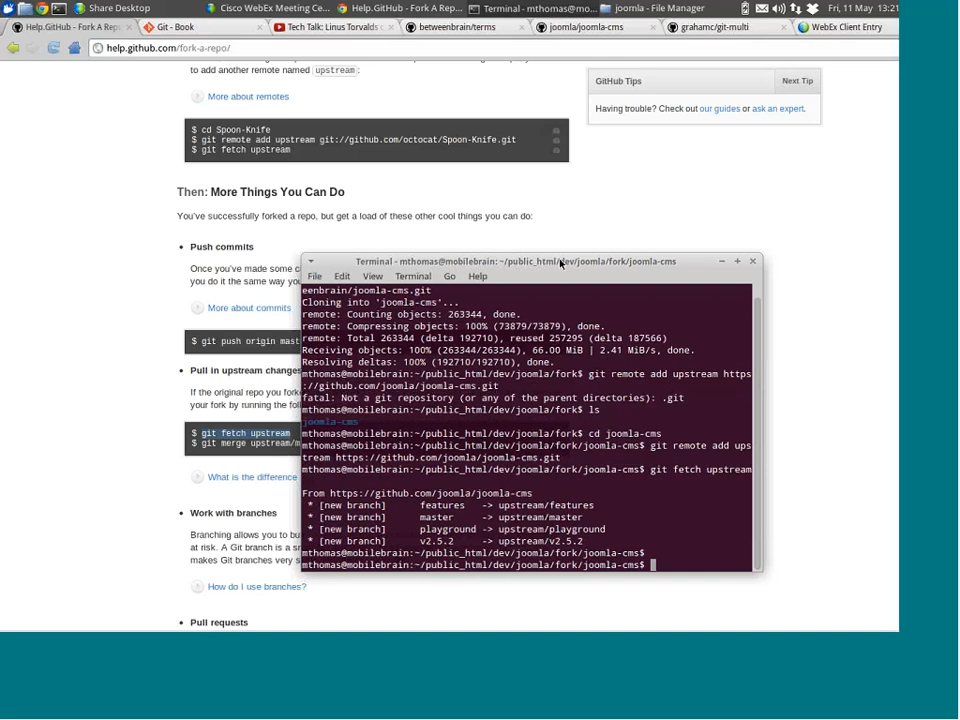 Share Desktop
Cisco WebEx Meeting Ce...
Help.GitHub - Fork A Rep...
Terminal - mthomas@mo...
joomla - File Manager
Fri, 11 May 13:21
Help.GitHub - Fork A Rep
Git - Book
Tech Talk: Linus Torvalds
betweenbrain/terms
joomla/joomla-cms
grahamc/git-multi
WebEx Client Entry
help.github.com/fork-a-repo/
to add another remote named upstream:
More about remotes
$ cd Spoon-Knife
$ git remote add upstream git://github.com/octocat/Spoon-Knife.git
$ git fetch upstream
GitHub Tips
Next Tip
Having trouble? Check out our guides or ask an expert.
Then: More Things You Can Do
You've successfully forked a repo, but get a load of these other cool things you can do:
Push commits
Once you've made some c
you do it the same way you
More about commits
$ git push origin mast
Pull in upstream changes
If the original repo you fork
your fork by running the foll
$ git fetch upstream
$ git merge upstream/m
What is the difference
Work with branches
Branching allows you to bu
at risk. A Git branch is a sm
makes Git branches very s
How do I use branches?
Pull requests
Terminal - mthomas@mobilebrain: ~/public_html/dev/joomla/fork/joomla-cms
File Edit View Terminal Go Help
eenbrain/joomla-cms.git
Cloning into 'joomla-cms'...
remote: Counting objects: 263344, done.
remote: Compressing objects: 100% (73879/73879), done.
remote: Total 263344 (delta 192710), reused 257295 (delta 187566)
Receiving objects: 100% (263344/263344), 66.00 MiB | 2.41 MiB/s, done.
Resolving deltas: 100% (192710/192710), done.
mthomas@mobilebrain:~/public_html/dev/joomla/fork$ git remote add upstream https
://github.com/joomla/joomla-cms.git
fatal: Not a git repository (or any of the parent directories): .git
mthomas@mobilebrain:~/public_html/dev/joomla/fork$ ls
joomla-cms
mthomas@mobilebrain:~/public_html/dev/joomla/fork$ cd joomla-cms
mthomas@mobilebrain:~/public_html/dev/joomla/fork/joomla-cms$ git remote add ups
tream https://github.com/joomla/joomla-cms.git
mthomas@mobilebrain:~/public_html/dev/joomla/fork/joomla-cms$ git fetch upstream
From https://github.com/joomla/joomla-cms
* [new branch] features -> upstream/features
* [new branch] master -> upstream/master
* [new branch] playground -> upstream/playground
* [new branch] v2.5.2 -> upstream/v2.5.2
mthomas@mobilebrain:~/public_html/dev/joomla/fork/joomla-cms$
mthomas@mobilebrain:~/public_html/dev/joomla/fork/joomla-cms$